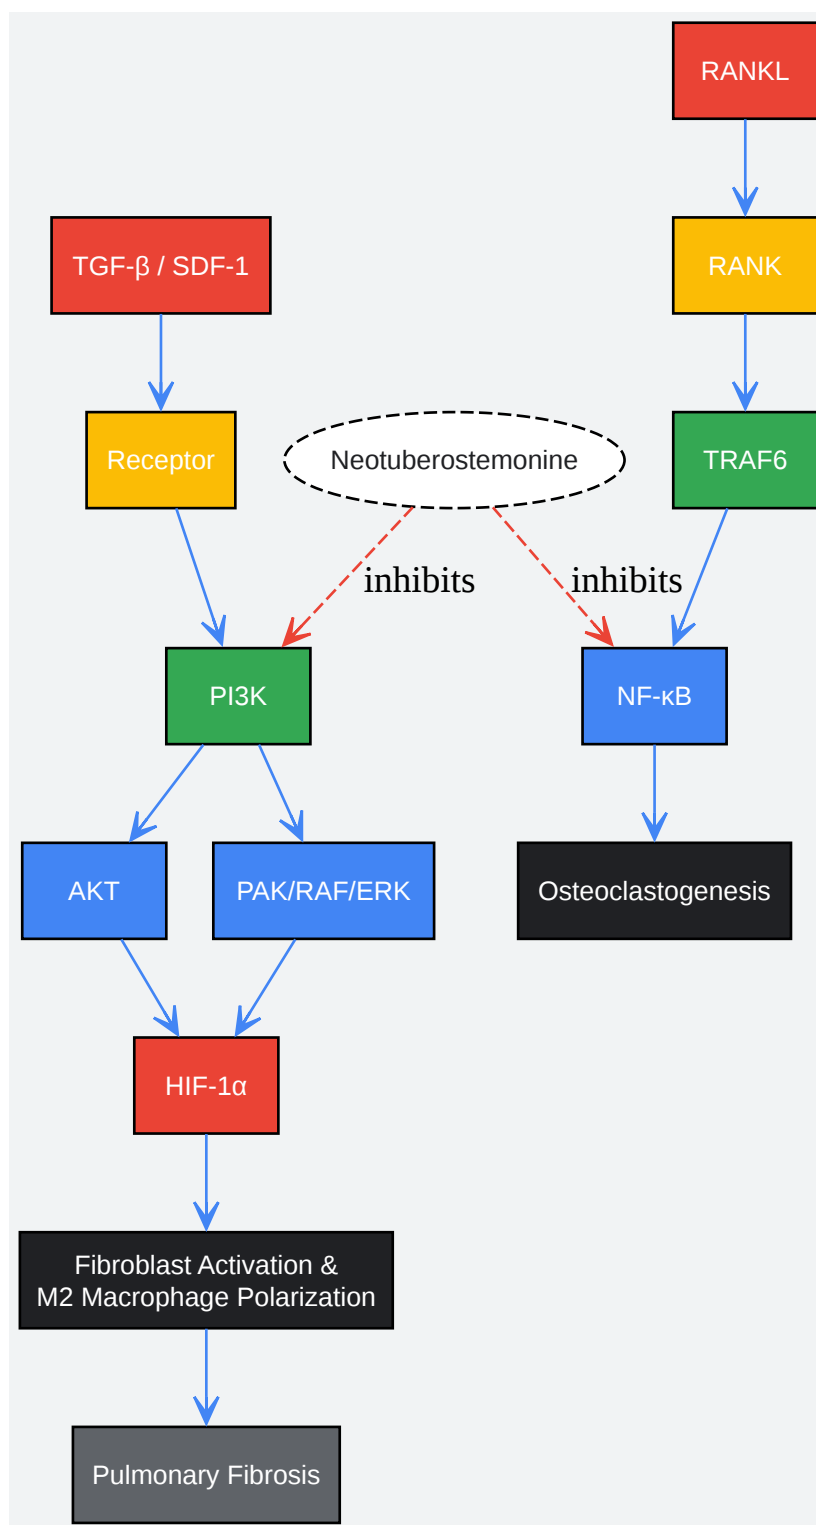 RANKL
TGF-β / SDF-1
RANK
Receptor
Neotuberostemonine
TRAF6
inhibits
inhibits
PI3K
NF-κB
AKT
PAK/RAF/ERK
Osteoclastogenesis
HIF-1α
Fibroblast Activation &
M2 Macrophage Polarization
Pulmonary Fibrosis